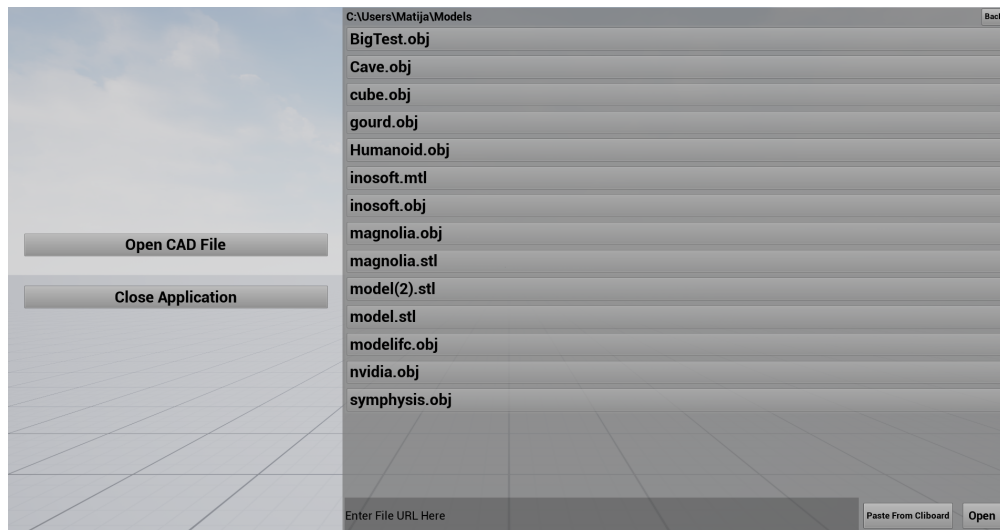 C:\Users\Matija\Models
Back
BigTest.obj
Cave.obj
cube.obj
gourd.obj
Humanoid.obj
inosoft.mtl
inosoft.obj
magnolia.obj
magnolia.stl
model(2).stl
model.stl
modelifc.obj
nvidia.obj
symphysis.obj
Open CAD File
Close Application
Enter File URL Here
Paste From Cliboard
Open